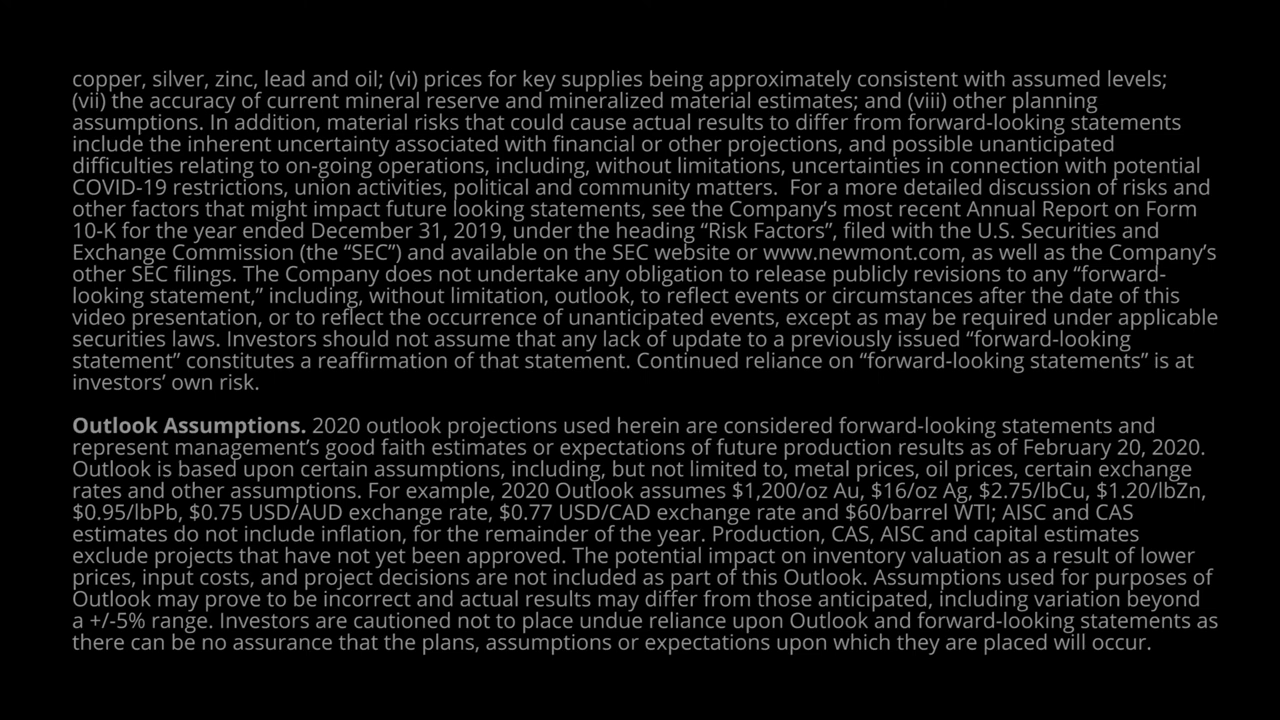 copper, silver, zinc, lead and oil; (vi) prices for key supplies being approximately consistent with assumed levels;
(vii) the accuracy of current mineral reserve and mineralized material estimates; and (viii) other planning
assumptions. In addition, material risks that could cause actual results to differ from forward-looking statements
include the inherent uncertainty associated with financial or other projections, and possible unanticipated
difficulties relating to on-going operations, including, without limitations, uncertainties in connection with potential
COVID-19 restrictions, union activities, political and community matters.  For a more detailed discussion of risks and
other factors that might impact future looking statements, see the Company’s most recent Annual Report on Form
10-K for the year ended December 31, 2019, under the heading “Risk Factors”, filed with the U.S. Securities and
Exchange Commission (the “SEC”) and available on the SEC website or www.newmont.com, as well as the Company’s
other SEC filings. The Company does not undertake any obligation to release publicly revisions to any “forward-
looking statement,” including, without limitation, outlook, to reflect events or circumstances after the date of this
video presentation, or to reflect the occurrence of unanticipated events, except as may be required under applicable
securities laws. Investors should not assume that any lack of update to a previously issued “forward-looking
statement” constitutes a reaffirmation of that statement. Continued reliance on “forward-looking statements” is at
investors’ own risk.
Outlook Assumptions. 2020 outlook projections used herein are considered forward-looking statements and
represent management’s good faith estimates or expectations of future production results as of February 20, 2020.
Outlook is based upon certain assumptions, including, but not limited to, metal prices, oil prices, certain exchange
rates and other assumptions. For example, 2020 Outlook assumes $1,200/oz Au, $16/oz Ag, $2.75/lbCu, $1.20/lbZn,
$0.95/lbPb, $0.75 USD/AUD exchange rate, $0.77 USD/CAD exchange rate and $60/barrel WTI; AISC and CAS
estimates do not include inflation, for the remainder of the year. Production, CAS, AISC and capital estimates
exclude projects that have not yet been approved. The potential impact on inventory valuation as a result of lower
prices, input costs, and project decisions are not included as part of this Outlook. Assumptions used for purposes of
Outlook may prove to be incorrect and actual results may differ from those anticipated, including variation beyond
a +/-5% range. Investors are cautioned not to place undue reliance upon Outlook and forward-looking statements as
there can be no assurance that the plans, assumptions or expectations upon which they are placed will occur.